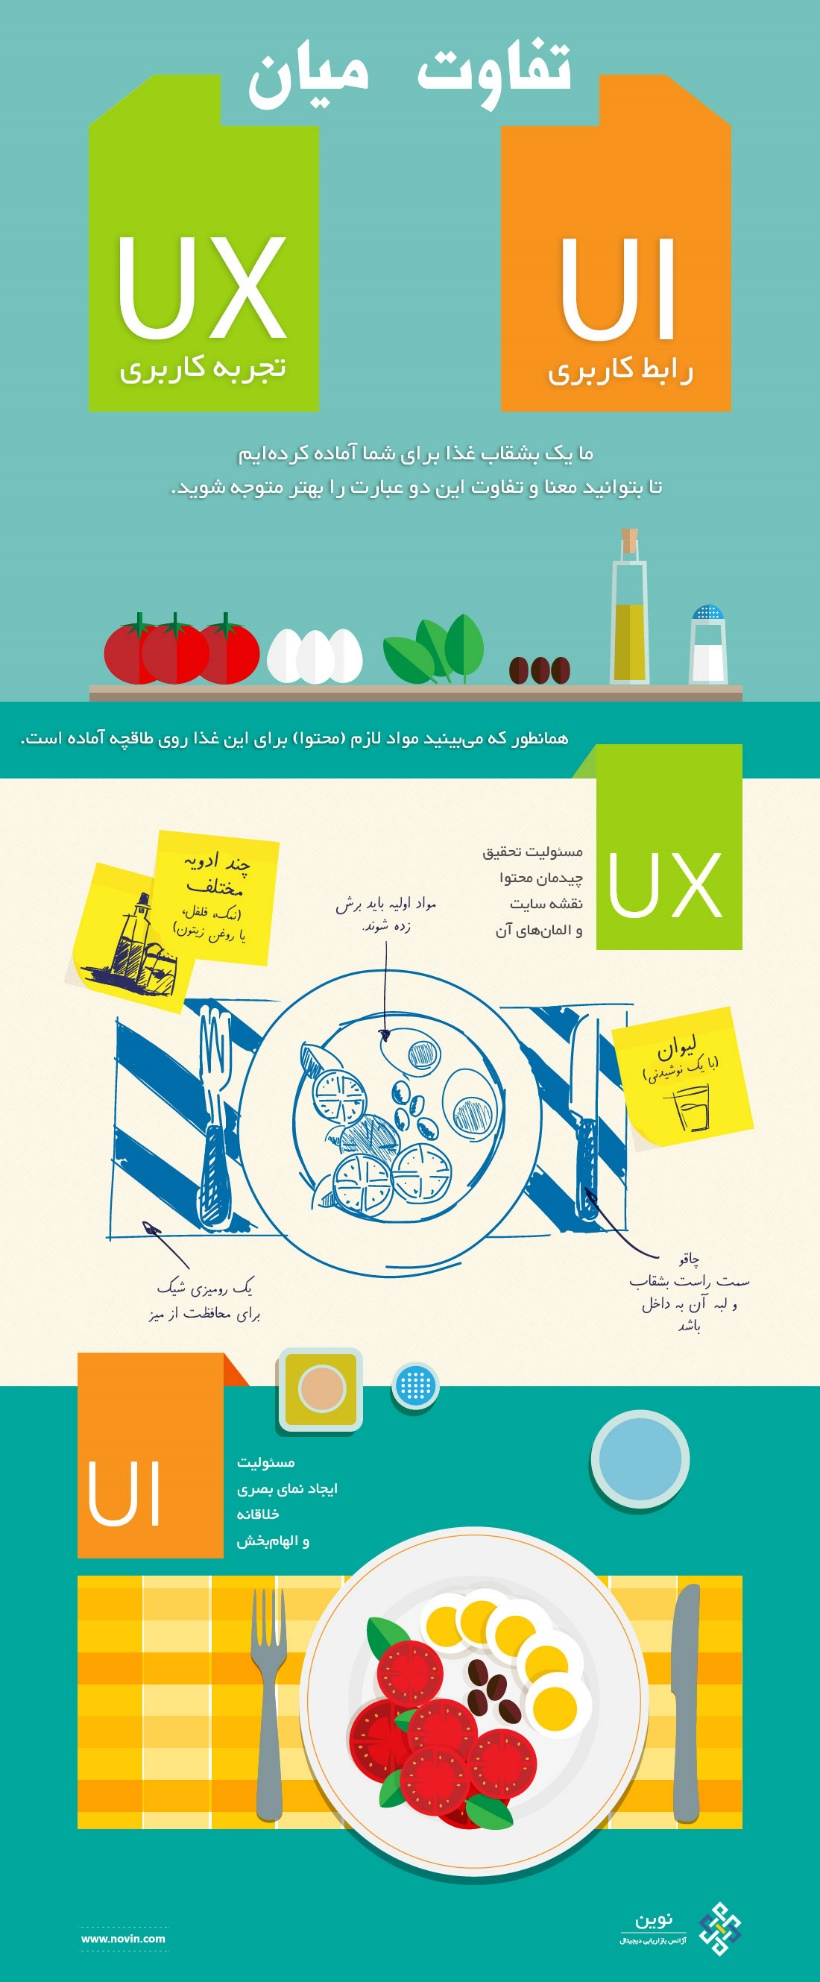 تفاوت میان
UI
رابط کاربری
UX
تجربه کاربری
ما یک بشقاب غذا برای شما آماده کرده‌ایم
تا بتوانید معنا و تفاوت این دو عبارت را بهتر متوجه شوید.
همانطور که می‌بینید مواد لازم (محتوا) برای این غذا روی طاقچه آماده است.
UX
مسئولیت تحقیق
چیدمان محتوا
نقشه سایت
و المان‌های آن
چند ادویه
مختلف
(نمک، فلفل،
یا روغن زیتون)
مواد اولیه باید برش
زده شوند.
لیوان
(با یک نوشیدنی)
چاقو
سمت راست بشقاب
و لبه آن به داخل
باشد
یک رومیزی شیک
برای محافظت از میز
UI
مسئولیت
ایجاد نمای بصری
خلاقانه
و الهام‌بخش
نوین
آژانس بازاریابی دیجیتال
www.novin.com